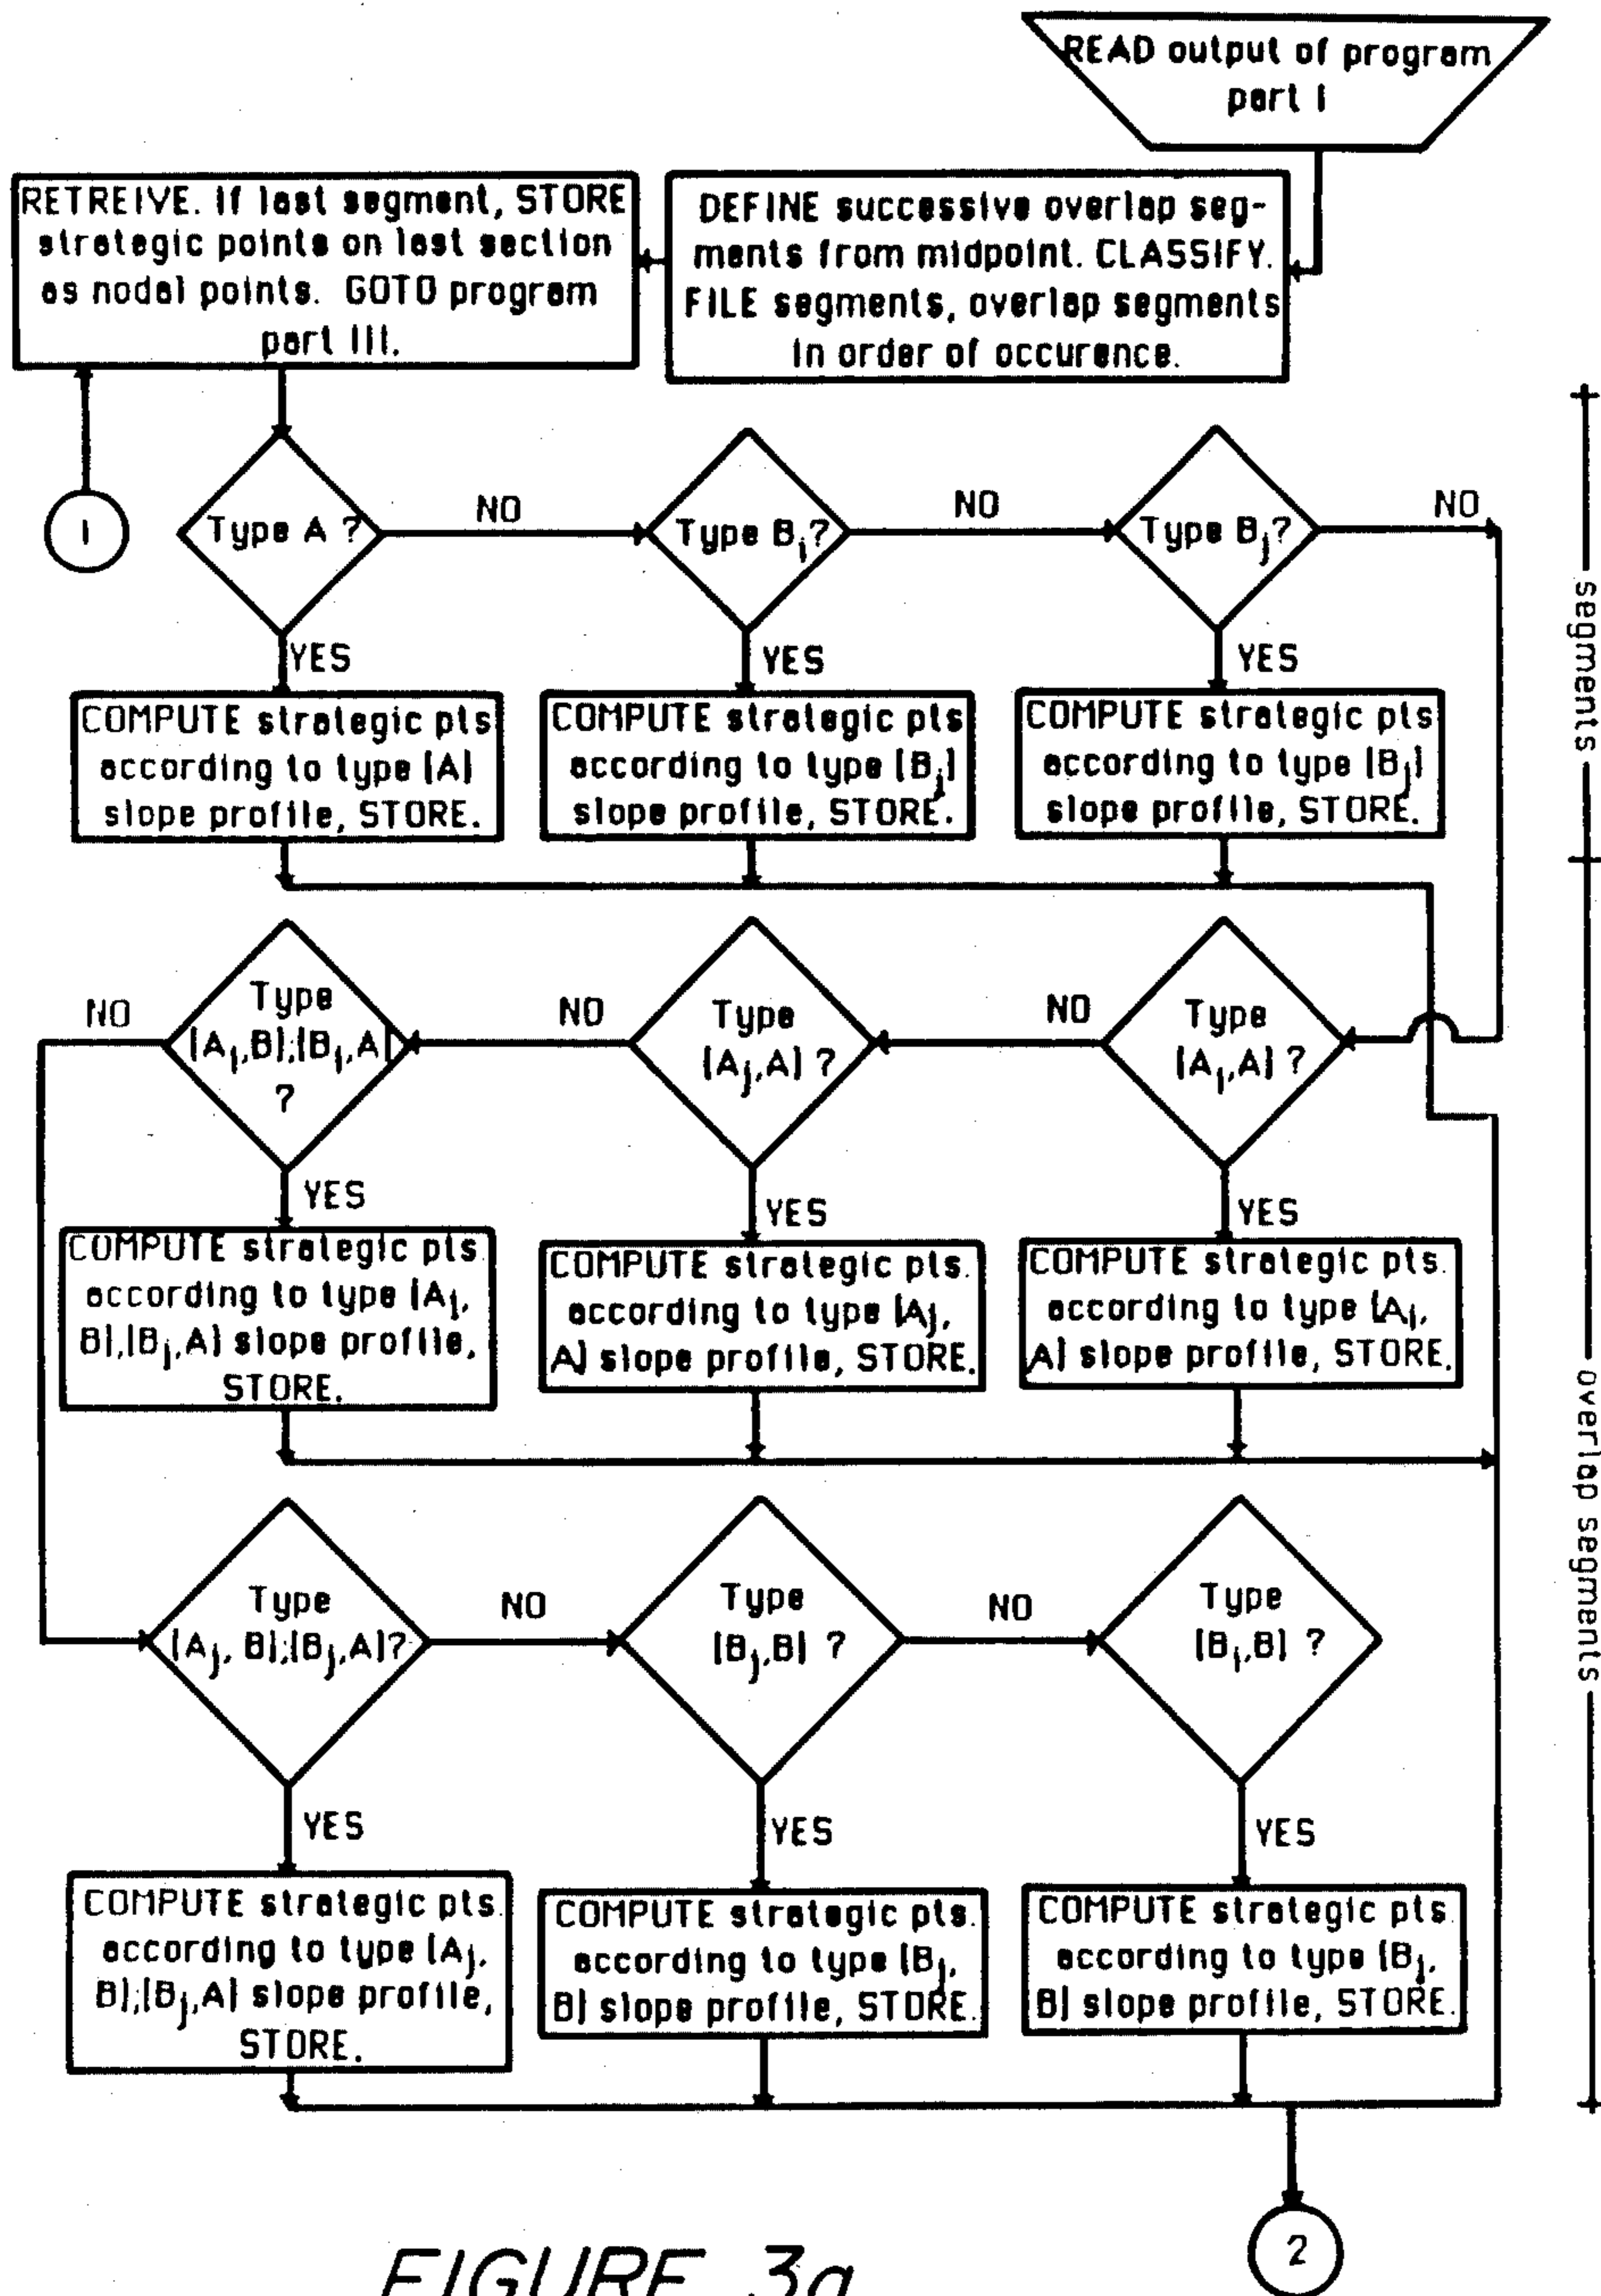 READ output of program
part I
RETREIVE. If last segment, STORE
strategic points on last section
as nodal points. GOTO program
part III.
DEFINE successive overlap seg-
ments from midpoint. CLASSIFY.
FILE segments, overlap segments
in order of occurence.
1
Type A ?
NO
Type Bi?
NO
Type Bj?
NO
YES
YES
YES
COMPUTE strategic pts
according to type (A)
slope profile, STORE.
COMPUTE strategic pts
according to type (Bj)
slope profile, STORE.
COMPUTE strategic pts
according to type (Bj)
slope profile, STORE.
segments
NO
Type
(Ai,B);(Bi,A)
?
NO
Type
(Aj,A) ?
NO
Type
(Ai,A) ?
YES
YES
YES
COMPUTE strategic pts.
according to type (Ai,
B),(Bi,A) slope profile,
STORE.
COMPUTE strategic pts.
according to type (Aj,
A) slope profile, STORE.
COMPUTE strategic pts.
according to type (Ai,
A) slope profile, STORE.
overlap segments
Type
(Aj, B);(Bj,A)?
NO
Type
(Bj,B) ?
NO
Type
(Bi,B) ?
YES
YES
YES
COMPUTE strategic pts.
according to type (Aj,
B);(Bj,A) slope profile,
STORE.
COMPUTE strategic pts.
according to type (Bj,
B) slope profile, STORE.
COMPUTE strategic pts.
according to type (Bj,
B) slope profile, STORE.
2
FIGURE 3a